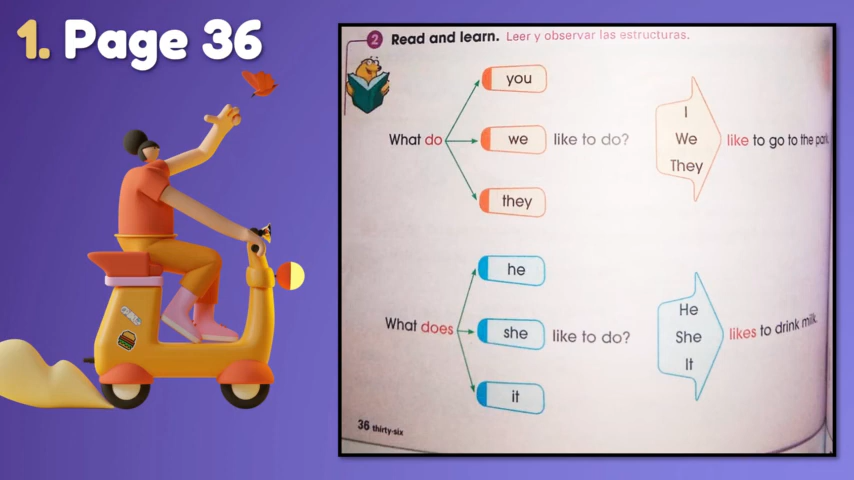 1. Page 36
2 Read and learn. Leer y observar las estructuras.
you
What do we like to do?
they
I
We like to go to the park.
They
he
What does she like to do?
it
He
She likes to drink milk.
It
36 thirty-six